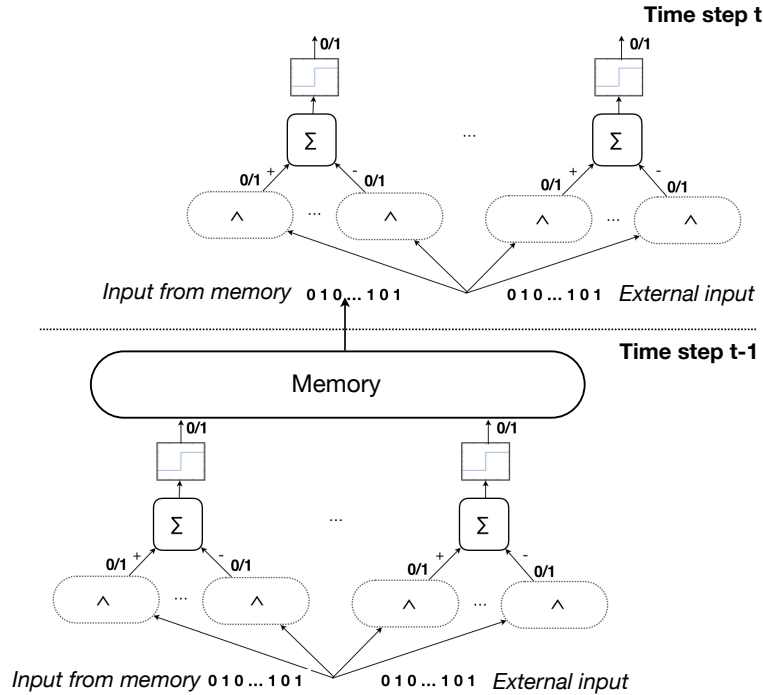 Time step t
0/1 0/1
Σ ... Σ
0/1 + - 0/1 0/1 + - 0/1
∧ ... ∧ ∧ ... ∧
Input from memory 0 1 0 ... 1 0 1 0 1 0 ... 1 0 1 External input
Time step t-1
Memory
0/1 0/1
Σ ... Σ
0/1 + - 0/1 0/1 + - 0/1
∧ ... ∧ ∧ ... ∧
Input from memory 0 1 0 ... 1 0 1 0 1 0 ... 1 0 1 External input